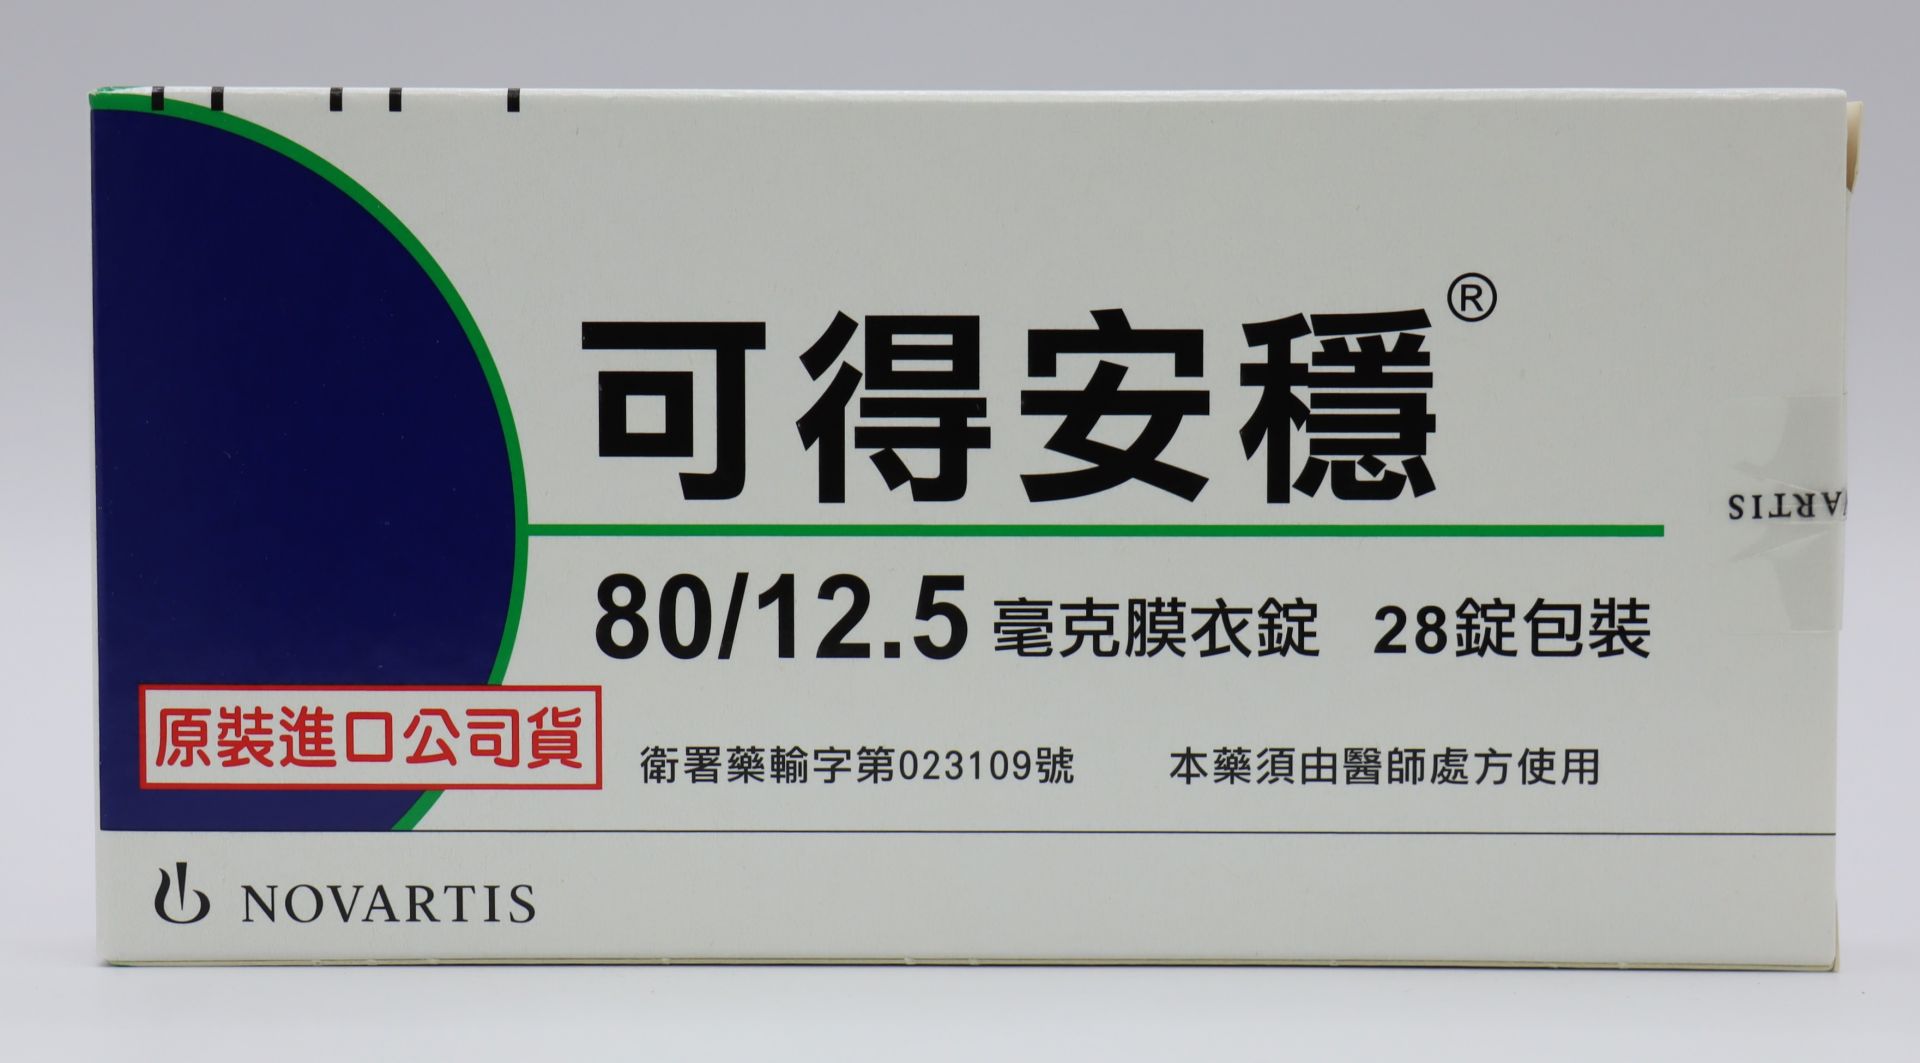 可得安穩®
80/12.5 毫克膜衣錠 28錠包裝
原裝進口公司貨
衛署藥輸字第023109號 本藥須由醫師處方使用
NOVARTIS
VARTIS